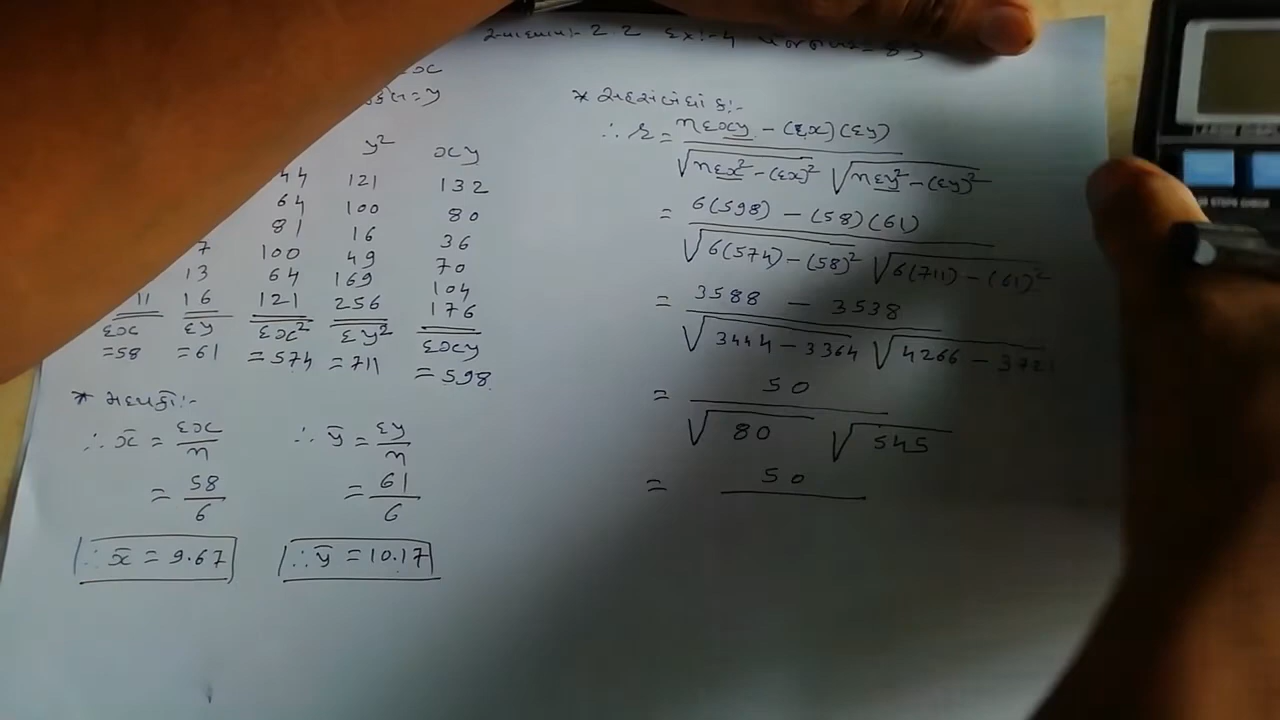 2.2 Ex:- 4
y² xy
44 121 132
64 100 80
81 16 36
7 100 49 70
13 64 169 104
11 16 121 256 176
Σx Σy Σx² Σy² Σxy
=58 =61 =574 =711 =598
* મધ્યકો:-
∴ x̄ = Σx/n ∴ ȳ = Σy/n
= 58/6 = 61/6
∴ x̄ = 9.67 ∴ ȳ = 10.17
* સહસંબંધાંક:-
∴ r = nΣxy - (Σx)(Σy) / √nΣx² - (Σx)² √nΣy² - (Σy)²
= 6(598) - (58)(61) / √6(574) - (58)² √6(711) - (61)²
= 3588 - 3538 / √3444 - 3364 √4266 - 3721
= 50 / √80 √545
= 50